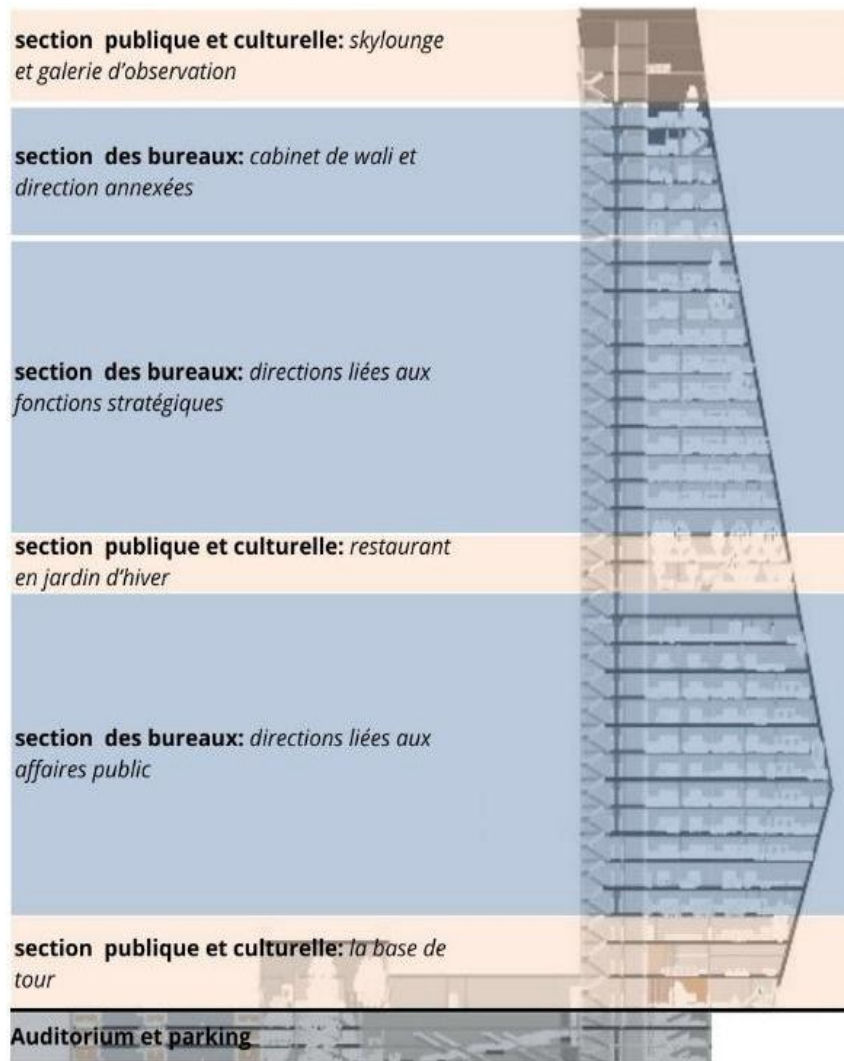 section publique et culturelle: skylounge
et galerie d'observation
section des bureaux: cabinet de wali et
direction annexées
section des bureaux: directions liées aux
fonctions stratégiques
section publique et culturelle: restaurant
en jardin d'hiver
section des bureaux: directions liées aux
affaires public
section publique et culturelle: la base de
tour
Auditorium et parking